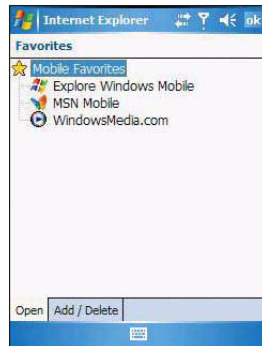 Internet Explorer ok
Favorites
Mobile Favorites
Explore Windows Mobile
MSN Mobile
WindowsMedia.com
Open Add / Delete